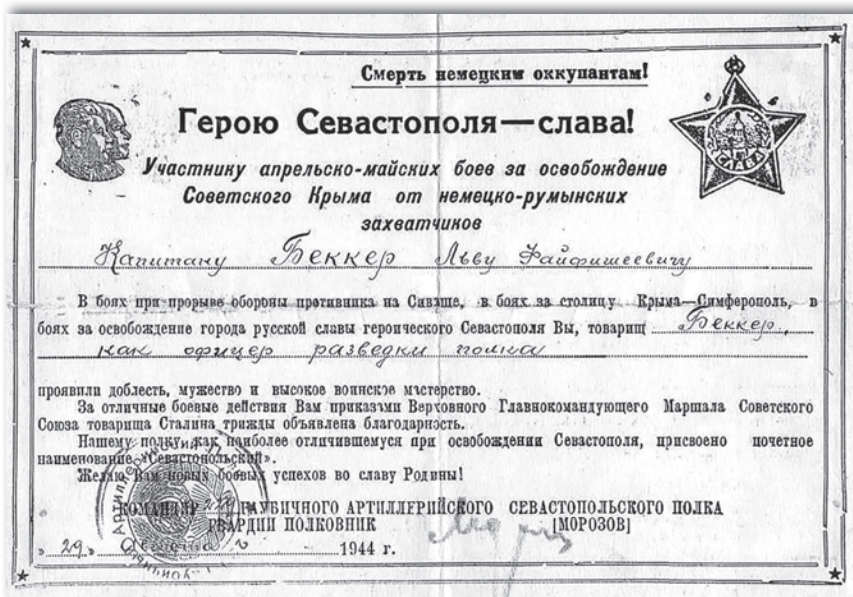 Смерть немецким оккупантам!
Герою Севастополя—слава!
СЛАВА
Участнику апрельско-майских боев за освобождение
Советского Крыма от немецко-румынских
захватчиков
Капитану Беккер Льву Файфишеевичу
В боях при прорыве обороны противника на Сиваше, в боях за столицу Крыма—Симферополь, в
боях за освобождение города русской славы героического Севастополя Вы, товарищ Беккер,
как офицер разведки полка
проявили доблесть, мужество и высокое воинское мастерство.
За отличные боевые действия Вам приказами Верховного Главнокомандующего Маршала Советского
Союза товарища Сталина трижды объявлена благодарность.
Нашему полку, как наиболее отличившемуся при освобождении Севастополя, присвоено почетное
наименование «Севастопольский».
Желаю Вам новых боевых успехов во славу Родины!
КОМАНДИР ГАУБИЧНОГО АРТИЛЛЕРИЙСКОГО СЕВАСТОПОЛЬСКОГО ПОЛКА
ГВАРДИИ ПОЛКОВНИК [МОРОЗОВ]
„29„ 1944 г.